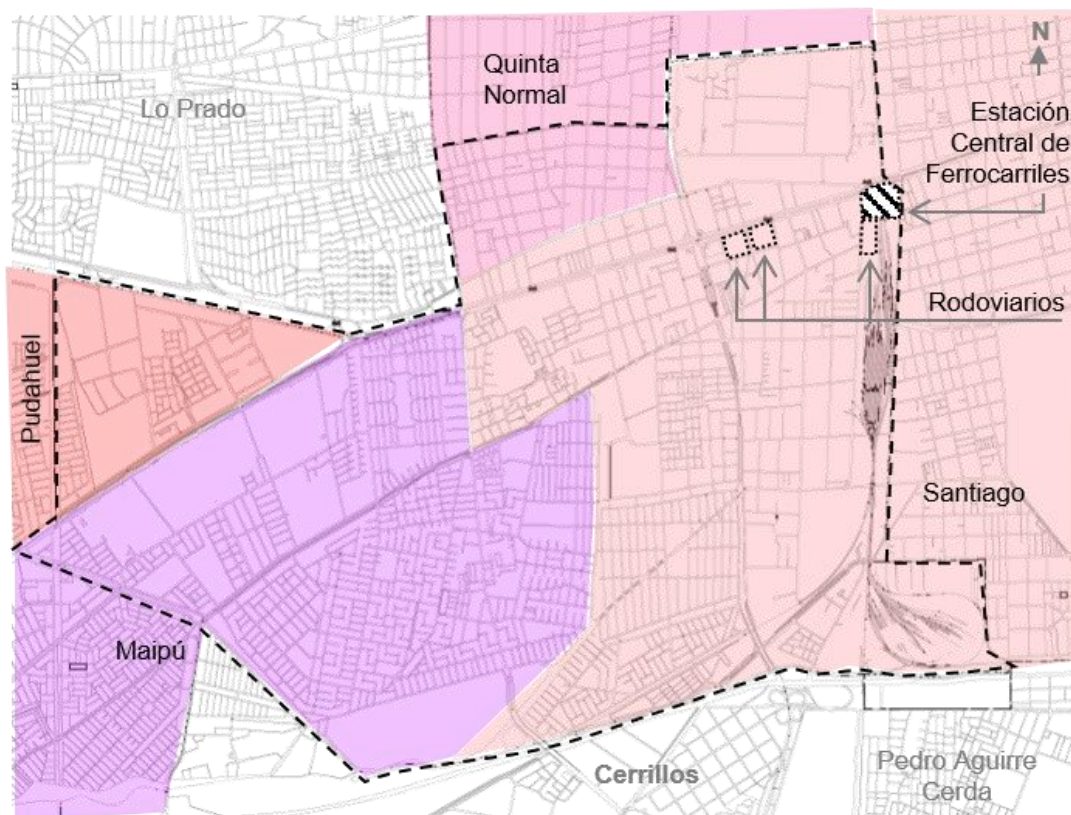 N
Quinta
Normal
Lo Prado
Estación
Central de
Ferrocarriles
Rodoviarios
Pudahuel
Santiago
Maipú
Cerrillos
Pedro Aguirre
Cerda